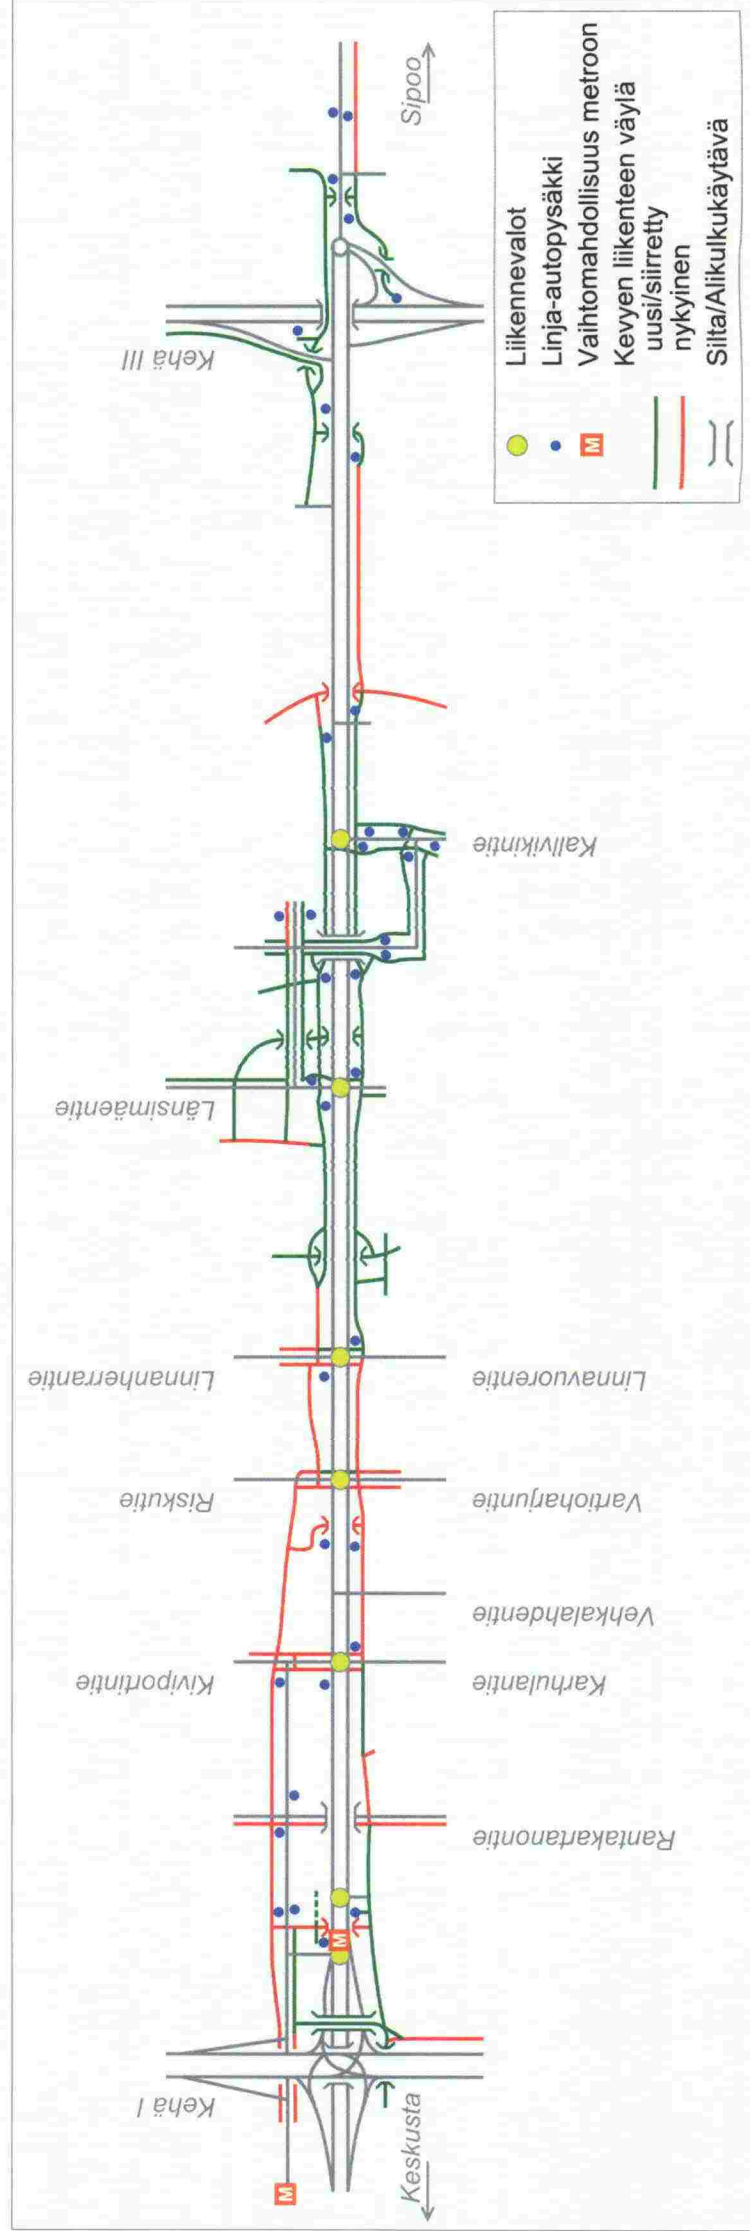 Keskusta
Kehä I
Rantakartanontie
Kiviportintie
Karhulantie
Vehkalahdentie
Riskutie
Vartioharjuntie
Linnanherrantie
Linnavuorentie
Länsimäentie
Kallvikintie
Kehä III
Sipoo
M
M
Liikennevalot
Linja-autopysäkki
M Vaihtomahdollisuus metroon
Kevyen liikenteen väylä
uusi/siirretty
nykyinen
Silta/Alikulkukäytävä